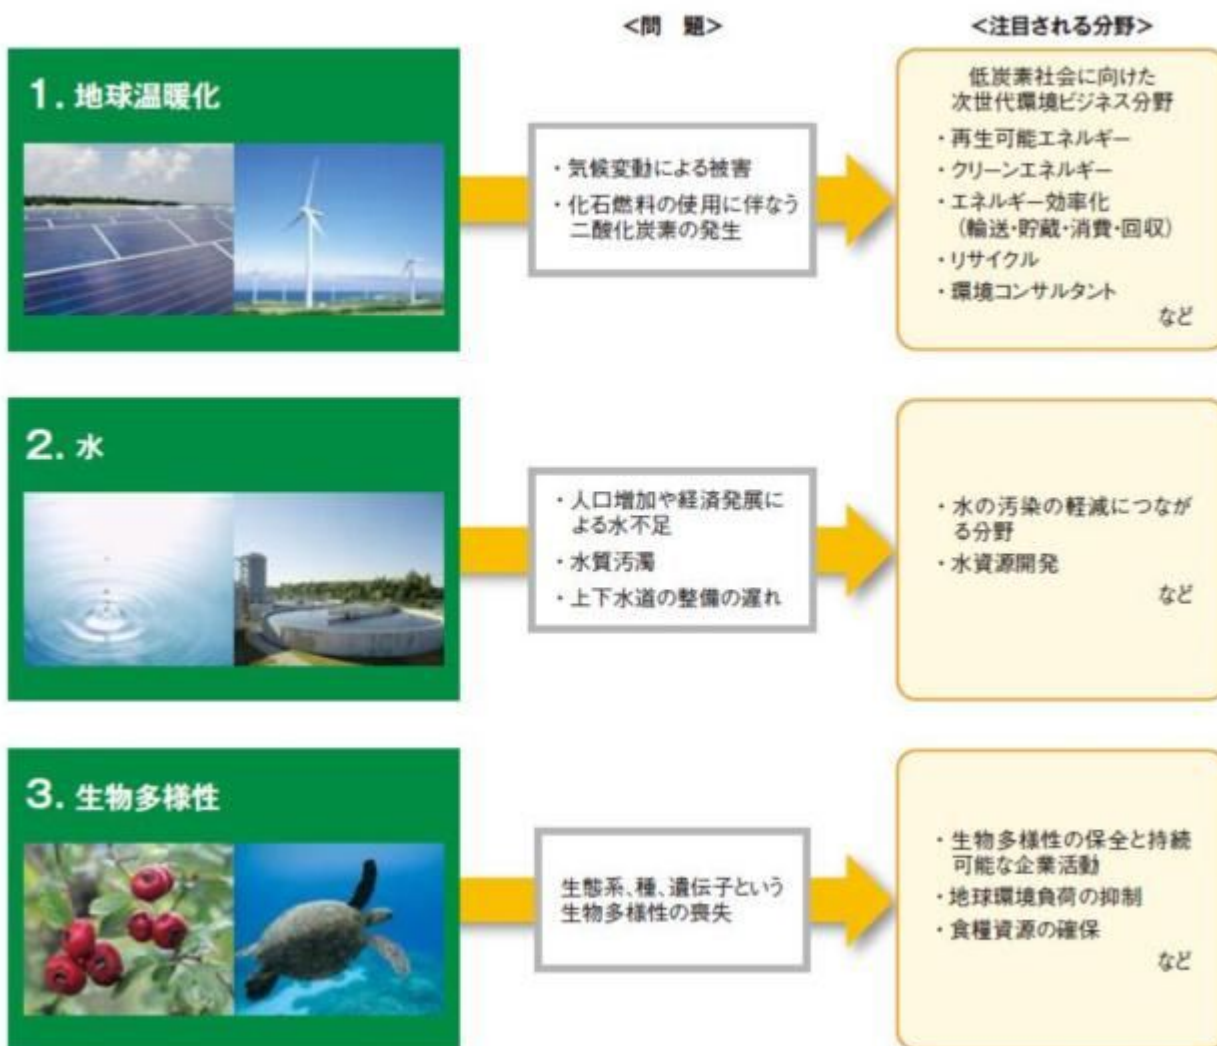 <問　題>
<注目される分野>
1. 地球温暖化
・気候変動による被害
・化石燃料の使用に伴なう
二酸化炭素の発生
低炭素社会に向けた
次世代環境ビジネス分野
・再生可能エネルギー
・クリーンエネルギー
・エネルギー効率化
（輸送・貯蔵・消費・回収）
・リサイクル
・環境コンサルタント
など
2. 水
・人口増加や経済発展に
よる水不足
・水質汚濁
・上下水道の整備の遅れ
・水の汚染の軽減につなが
る分野
・水資源開発
など
3. 生物多様性
生態系、種、遺伝子という
生物多様性の喪失
・生物多様性の保全と持続
可能な企業活動
・地球環境負荷の抑制
・食糧資源の確保
など